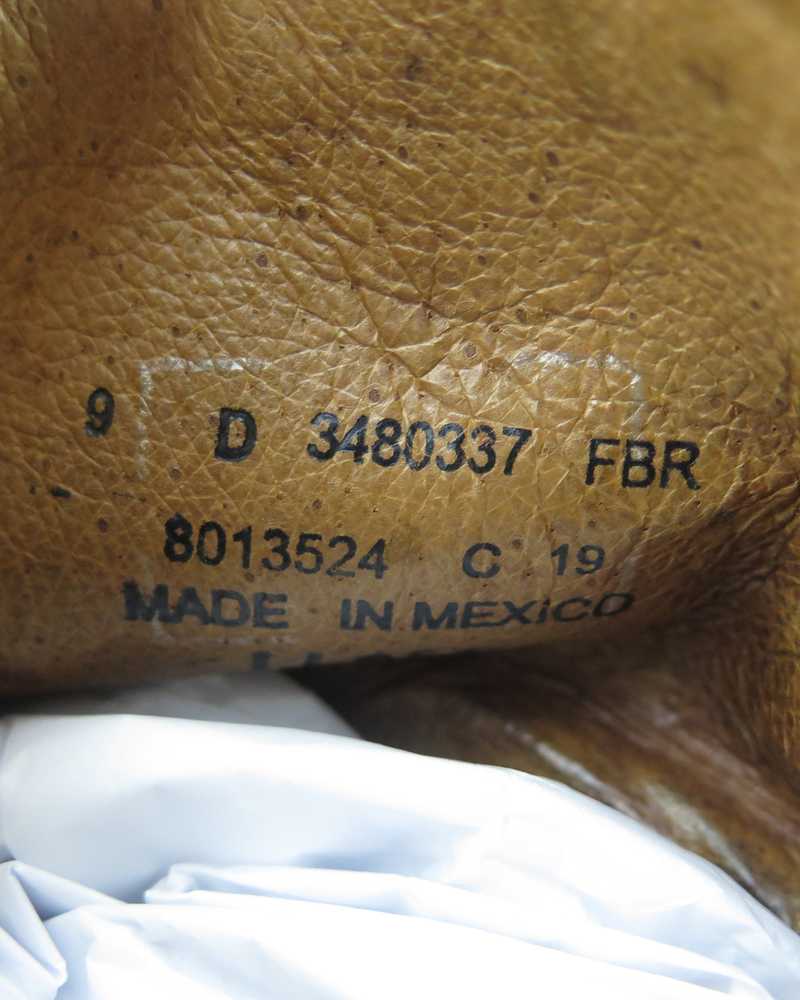 9 D 3480337 FBR
8013524 C 19
MADE IN MEXICO